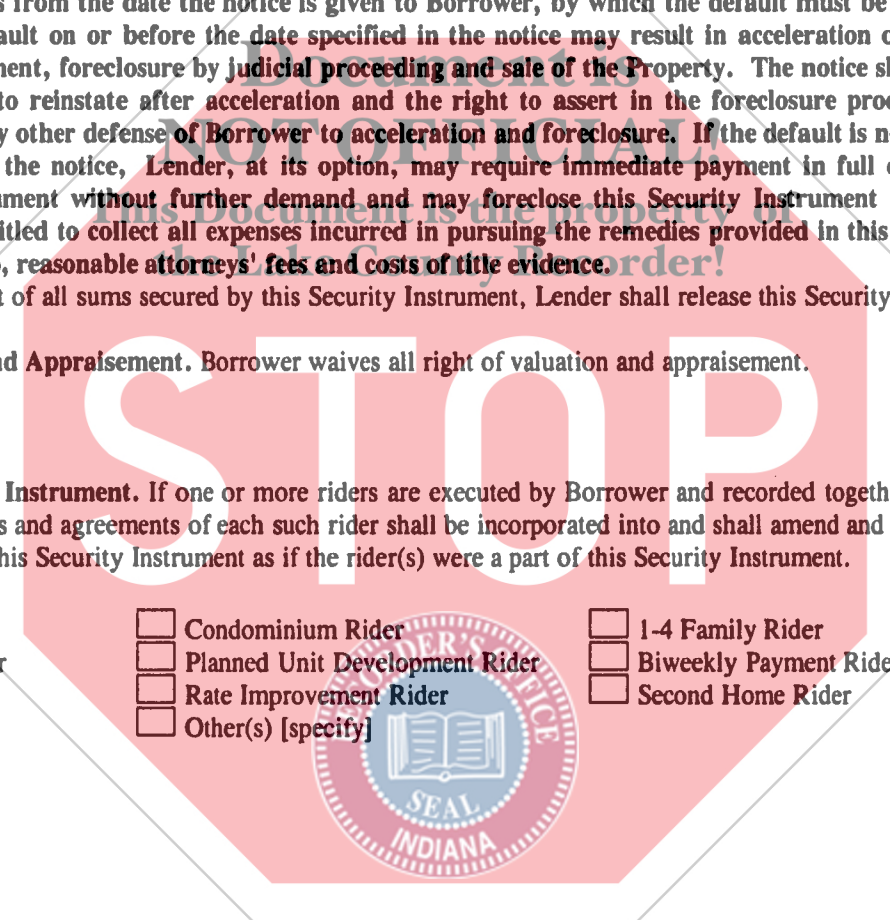 s from the date the notice is given to Borrower, by which the default must be
ault on or before the date specified in the notice may result in acceleration o
nent, foreclosure by judicial proceeding and sale of the Property. The notice sh
to reinstate after acceleration and the right to assert in the foreclosure proc
y other defense of Borrower to acceleration and foreclosure. If the default is n
the notice, Lender, at its option, may require immediate payment in full o
ument without further demand and may foreclose this Security Instrument
itled to collect all expenses incurred in pursuing the remedies provided in this
, reasonable attorneys' fees and costs of title evidence.
t of all sums secured by this Security Instrument, Lender shall release this Security
nd Appraisement. Borrower waives all right of valuation and appraisement.
Instrument. If one or more riders are executed by Borrower and recorded togeth
s and agreements of each such rider shall be incorporated into and shall amend and
his Security Instrument as if the rider(s) were a part of this Security Instrument.
Condominium Rider
1-4 Family Rider
r
Planned Unit Development Rider
Biweekly Payment Ride
Rate Improvement Rider
Second Home Rider
Other(s) [specify]
Document is
NOT OFFICIAL!
This Document is the property of
the Lake County Recorder!
STOP
RECORDER'S OFFICE
SEAL
INDIANA